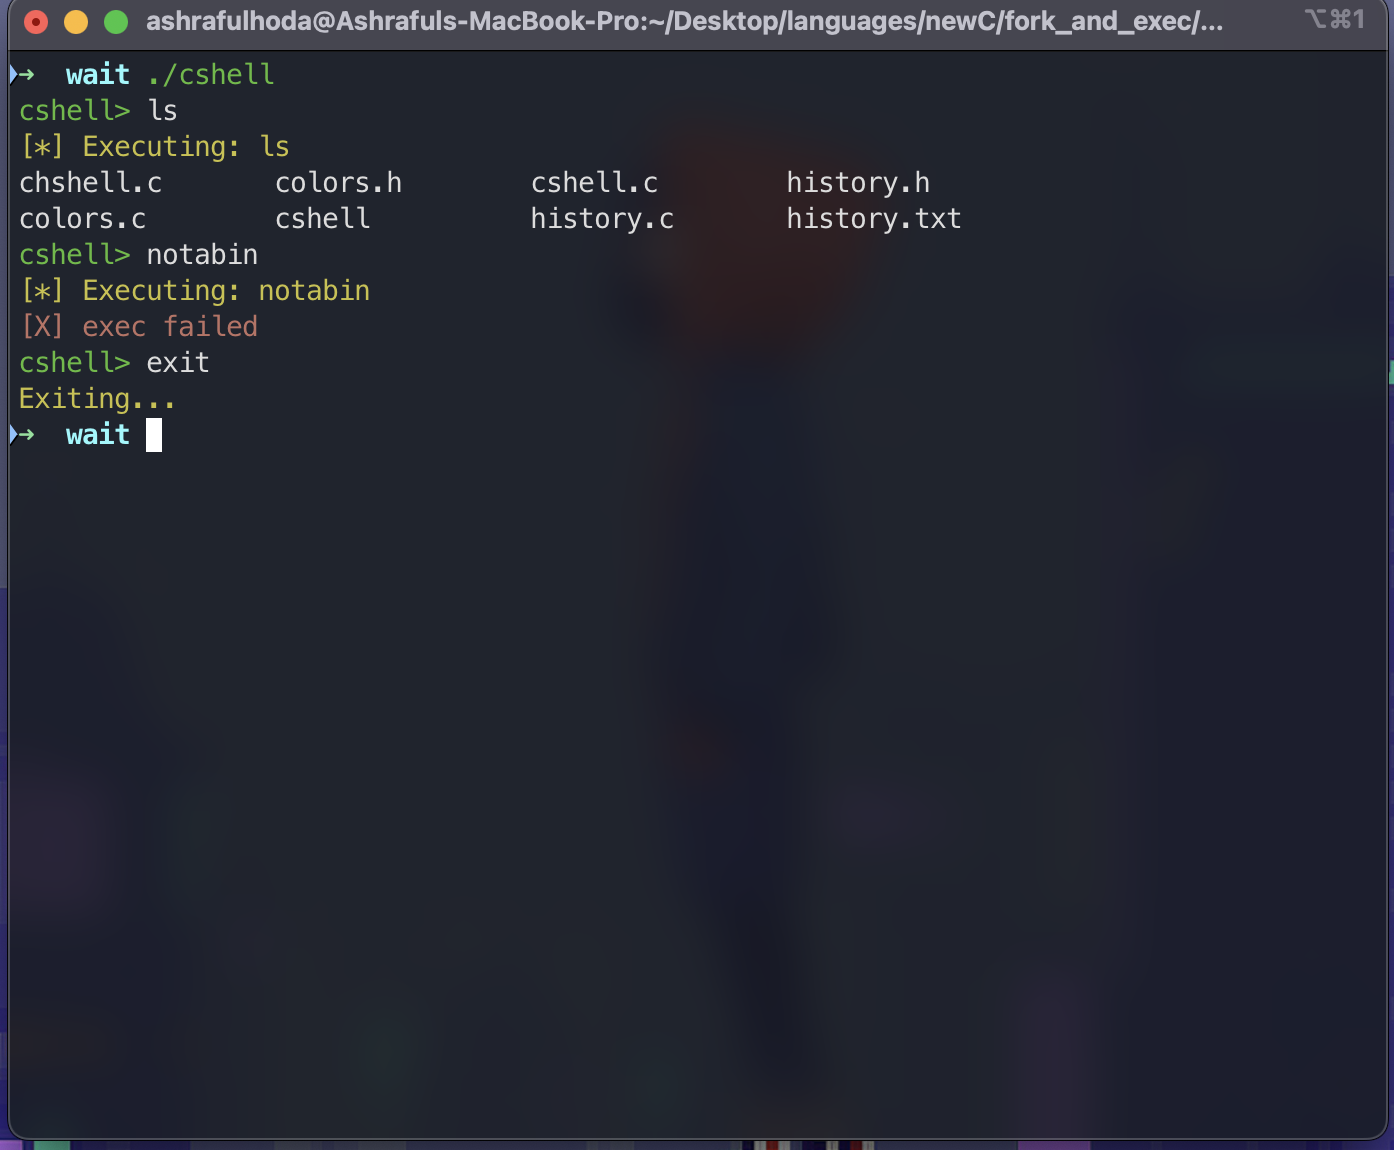 ashrafulhoda@Ashrafuls-MacBook-Pro:~/Desktop/languages/newC/fork_and_exec/... ⌥⌘1
→ wait ./cshell
cshell> ls
[*] Executing: ls
chshell.c colors.h cshell.c history.h
colors.c cshell history.c history.txt
cshell> notabin
[*] Executing: notabin
[X] exec failed
cshell> exit
Exiting...
→ wait